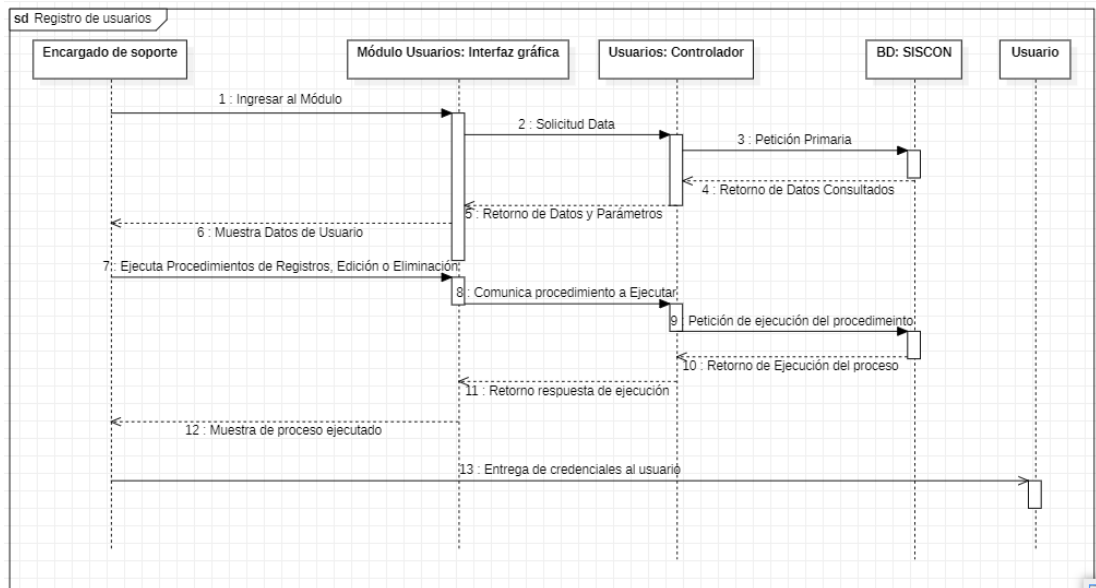 sd Registro de usuarios
Encargado de soporte
Módulo Usuarios: Interfaz gráfica
Usuarios: Controlador
BD: SISCON
Usuario
1 : Ingresar al Módulo
2 : Solicitud Data
3 : Petición Primaria
4 : Retorno de Datos Consultados
5 : Retorno de Datos y Parámetros
6 : Muestra Datos de Usuario
7 : Ejecuta Procedimientos de Registros, Edición o Eliminación
8 : Comunica procedimiento a Ejecutar
9 : Petición de ejecución del procedimeinto
10 : Retorno de Ejecución del proceso
11 : Retorno respuesta de ejecución
12 : Muestra de proceso ejecutado
13 : Entrega de credenciales al usuario